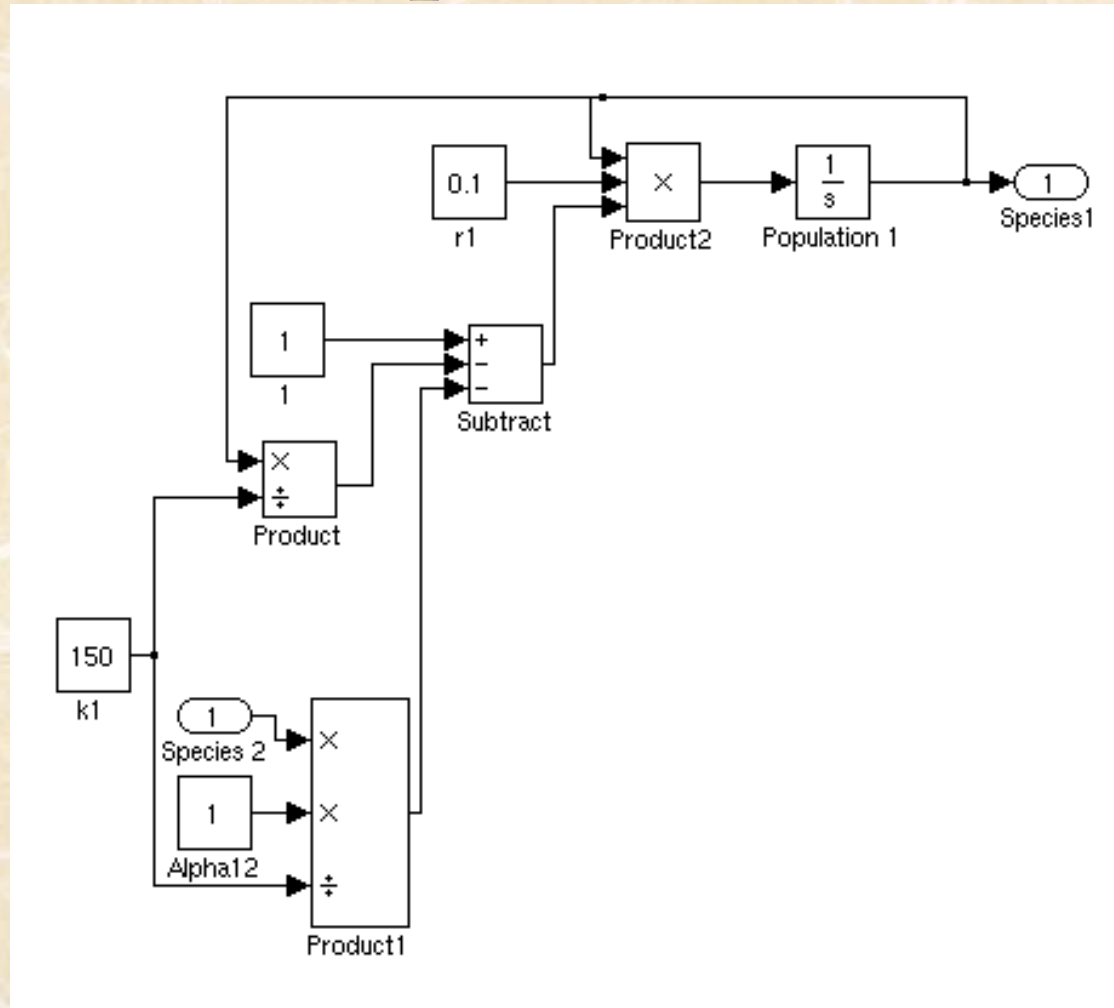 0.1
r1
×
Product2
1
s
Population 1
1
Species1
1
1
+
−
−
Subtract
×
÷
Product
150
k1
1
Species 2
1
Alpha12
×
×
÷
Product1